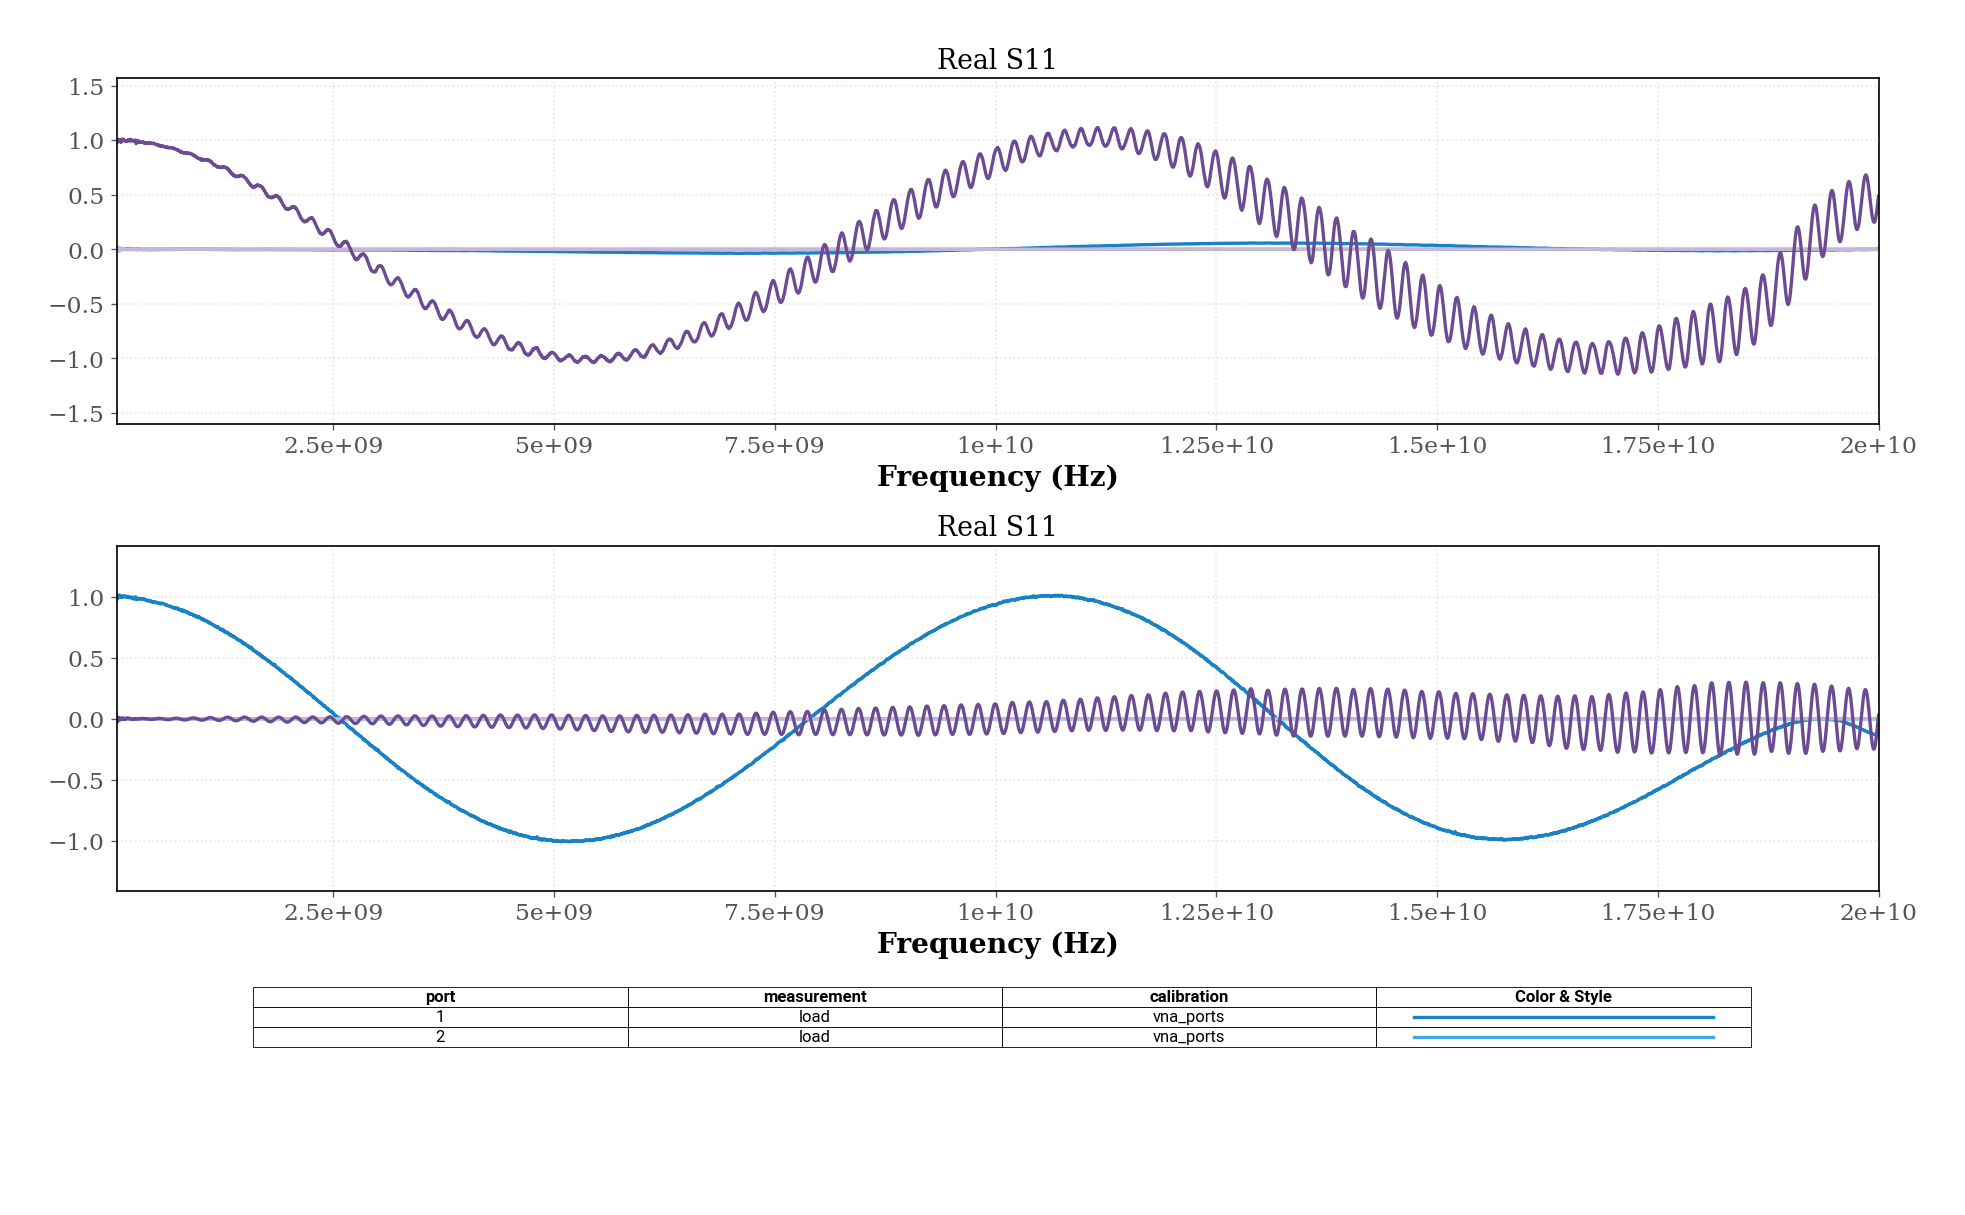 Real S11
1.5
1.0
0.5
0.0
−0.5
−1.0
−1.5
2.5e+09 5e+09 7.5e+09 1e+10 1.25e+10 1.5e+10 1.75e+10 2e+10
Frequency (Hz)
Real S11
1.0
0.5
0.0
−0.5
−1.0
2.5e+09 5e+09 7.5e+09 1e+10 1.25e+10 1.5e+10 1.75e+10 2e+10
Frequency (Hz)
port measurement calibration Color & Style
1 load vna_ports
2 load vna_ports